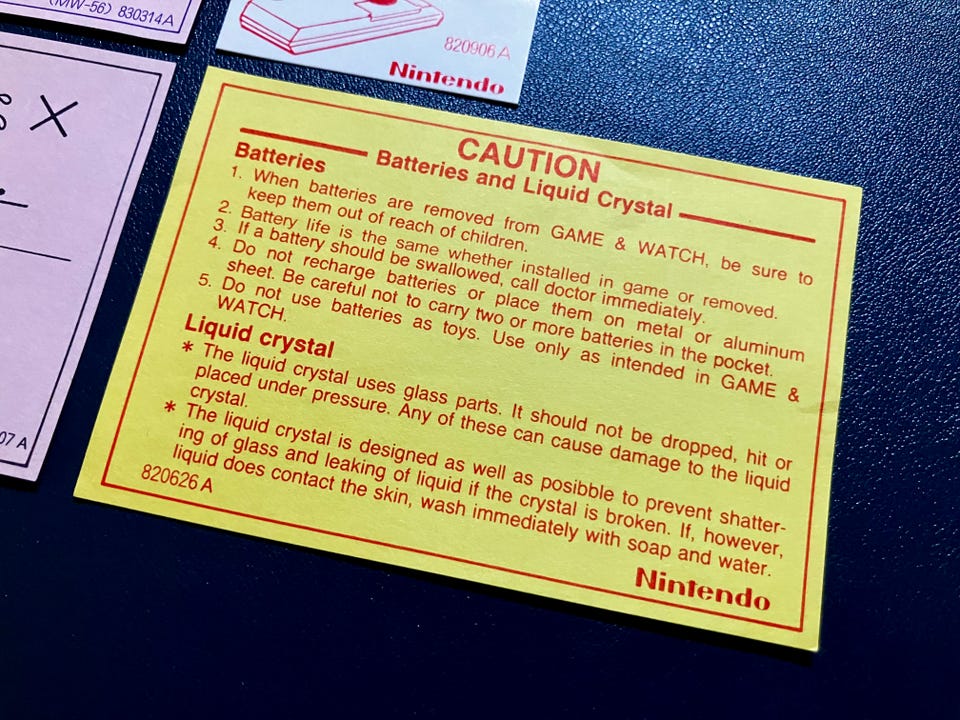 (MW-56) 830314A
820906 A
Nintendo
X
07 A
CAUTION
Batteries and Liquid Crystal
Batteries
1. When batteries are removed from GAME & WATCH, be sure to
keep them out of reach of children.
2. Battery life is the same whether installed in game or removed.
3. If a battery should be swallowed, call doctor immediately.
4. Do not recharge batteries or place them on metal or aluminum
sheet. Be careful not to carry two or more batteries in the pocket.
5. Do not use batteries as toys. Use only as intended in GAME &
WATCH.
Liquid crystal
* The liquid crystal uses glass parts. It should not be dropped, hit or
placed under pressure. Any of these can cause damage to the liquid
crystal.
* The liquid crystal is designed as well as posibble to prevent shatter-
ing of glass and leaking of liquid if the crystal is broken. If, however,
liquid does contact the skin, wash immediately with soap and water.
820626 A
Nintendo